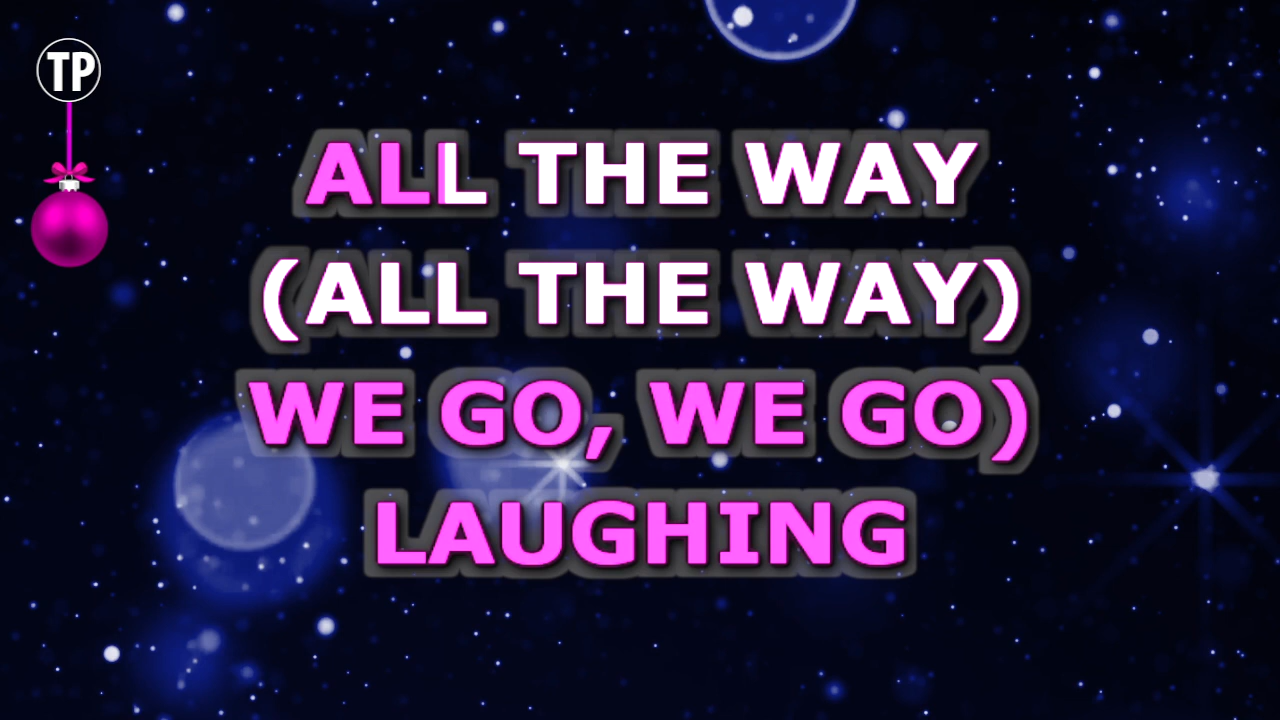 TP
ALL THE WAY
(ALL THE WAY)
WE GO, WE GO)
LAUGHING